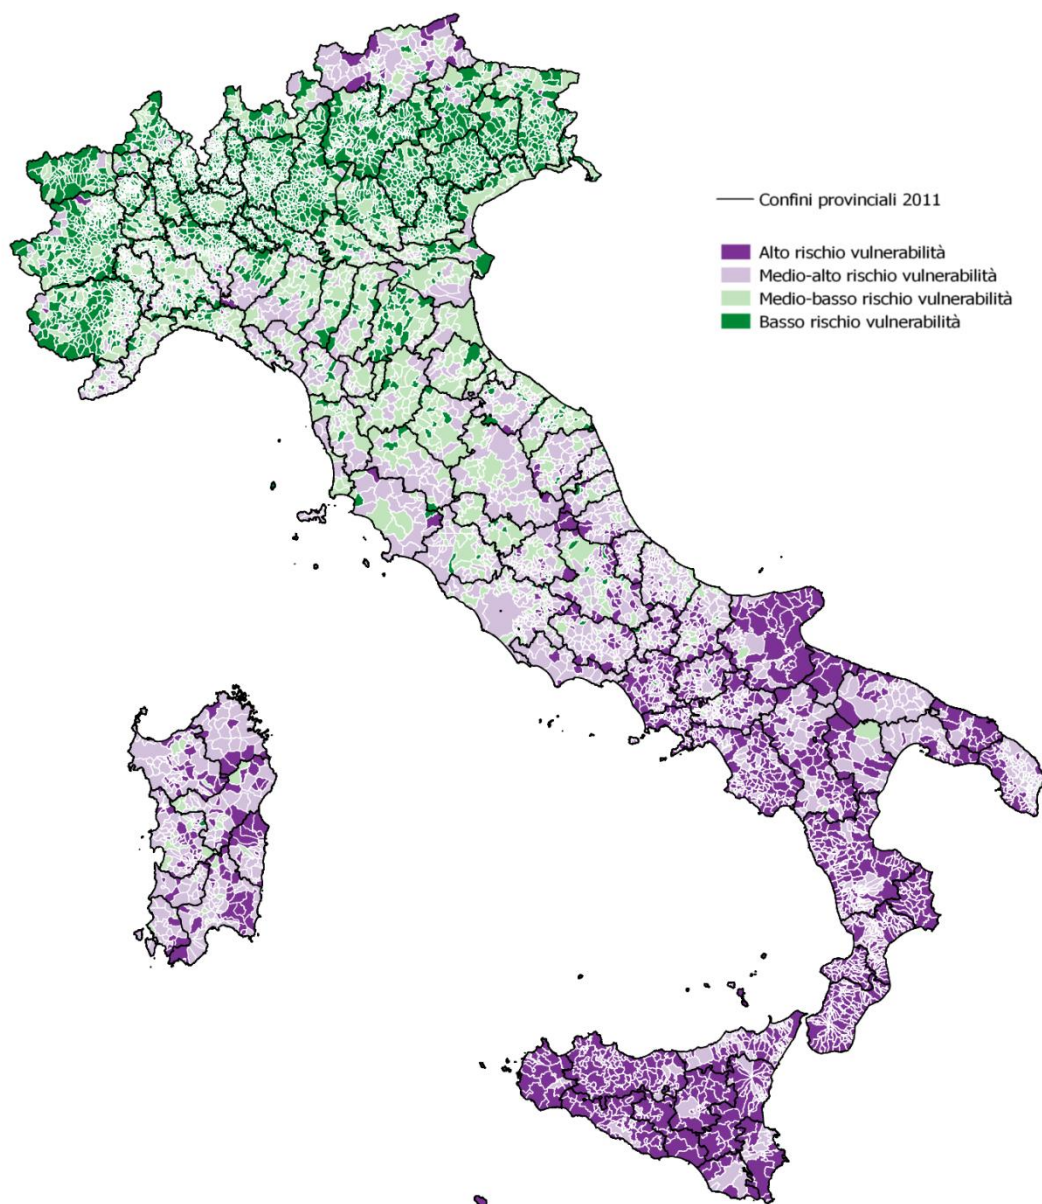 Confini provinciali 2011
Alto rischio vulnerabilità
Medio-alto rischio vulnerabilità
Medio-basso rischio vulnerabilità
Basso rischio vulnerabilità